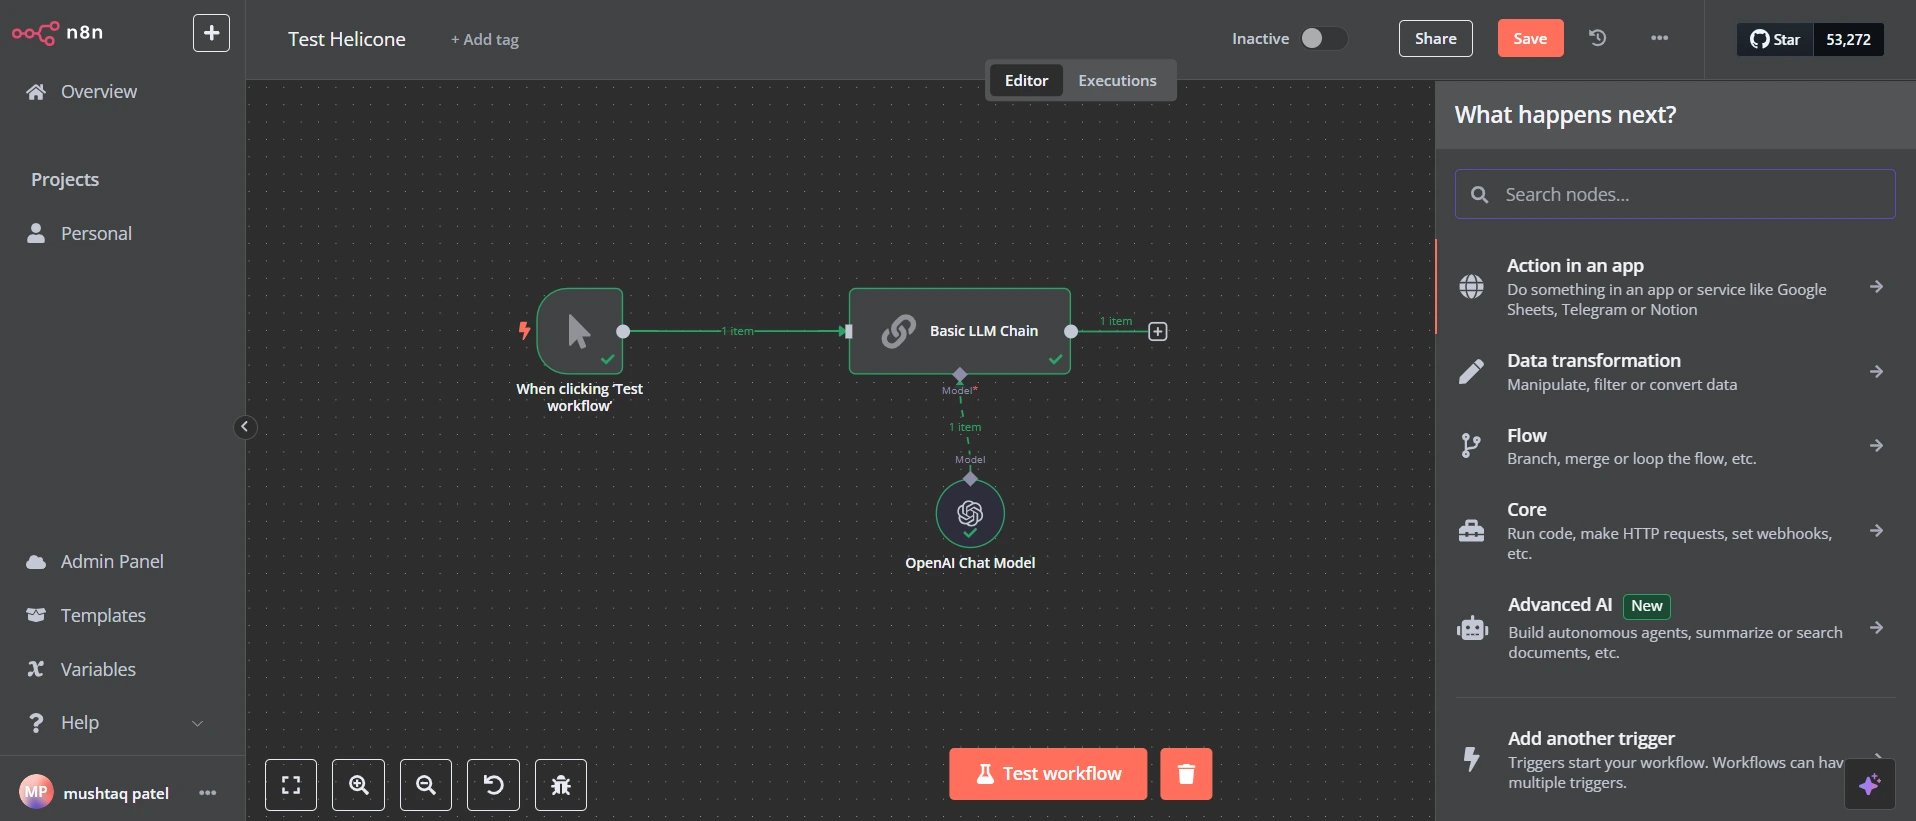 n8n
Overview
Projects
Personal
Admin Panel
Templates
Variables
Help
MP
mushtaq patel
Test Helicone
+ Add tag
Inactive
Share
Save
Star
53,272
Editor
Executions
1 item
When clicking ‘Test
workflow’
Basic LLM Chain
1 item
Model*
1 item
Model
OpenAI Chat Model
Test workflow
What happens next?
Search nodes...
Action in an app
Do something in an app or service like Google
Sheets, Telegram or Notion
Data transformation
Manipulate, filter or convert data
Flow
Branch, merge or loop the flow, etc.
Core
Run code, make HTTP requests, set webhooks,
etc.
Advanced AI
New
Build autonomous agents, summarize or search
documents, etc.
Add another trigger
Triggers start your workflow. Workflows can hav
multiple triggers.